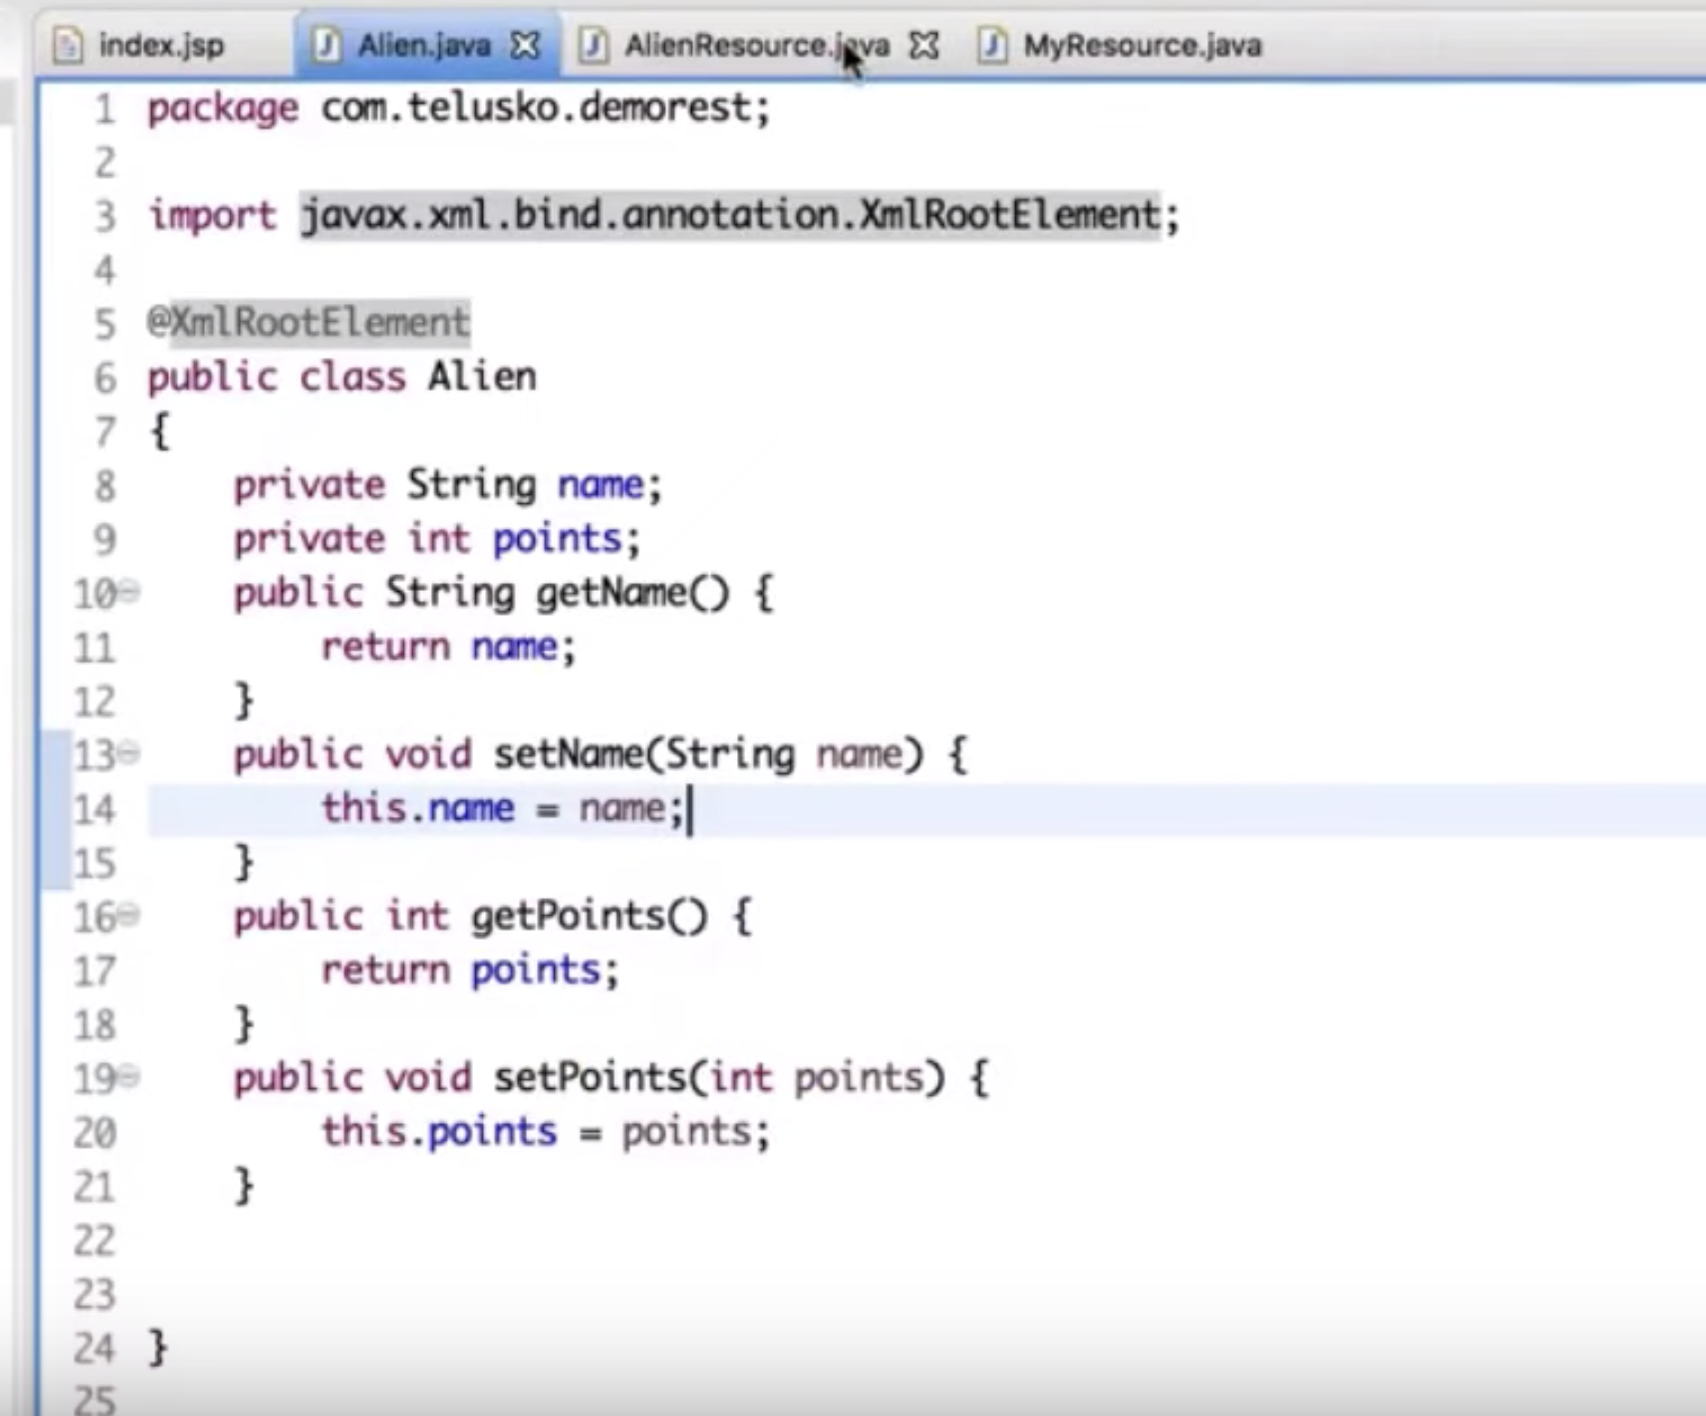 index.jsp Alien.java AlienResource.java MyResource.java
1 package com.telusko.demorest;
2
3 import javax.xml.bind.annotation.XmlRootElement;
4
5 @XmlRootElement
6 public class Alien
7 {
8 private String name;
9 private int points;
10 public String getName() {
11 return name;
12 }
13 public void setName(String name) {
14 this.name = name;
15 }
16 public int getPoints() {
17 return points;
18 }
19 public void setPoints(int points) {
20 this.points = points;
21 }
22
23
24 }
25